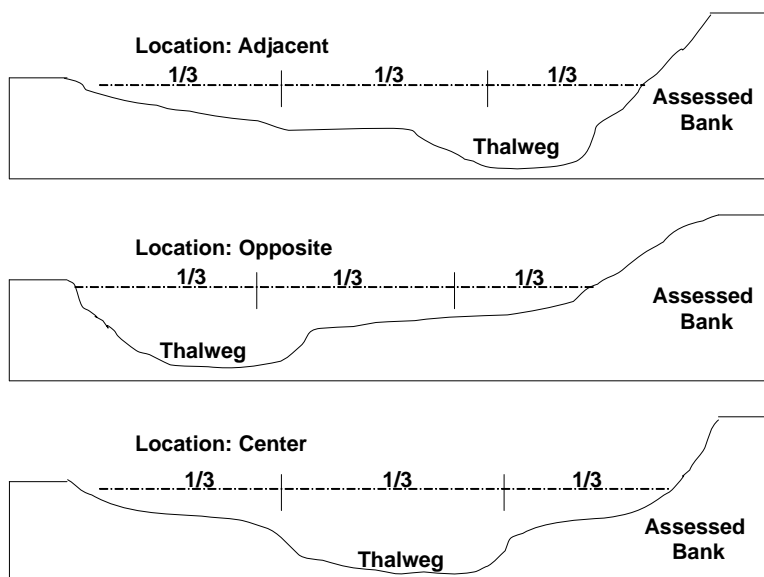 Location: Adjacent
1/3 1/3 1/3
Assessed
Bank
Thalweg
Location: Opposite
1/3 1/3 1/3
Assessed
Bank
Thalweg
Location: Center
1/3 1/3 1/3
Assessed
Bank
Thalweg